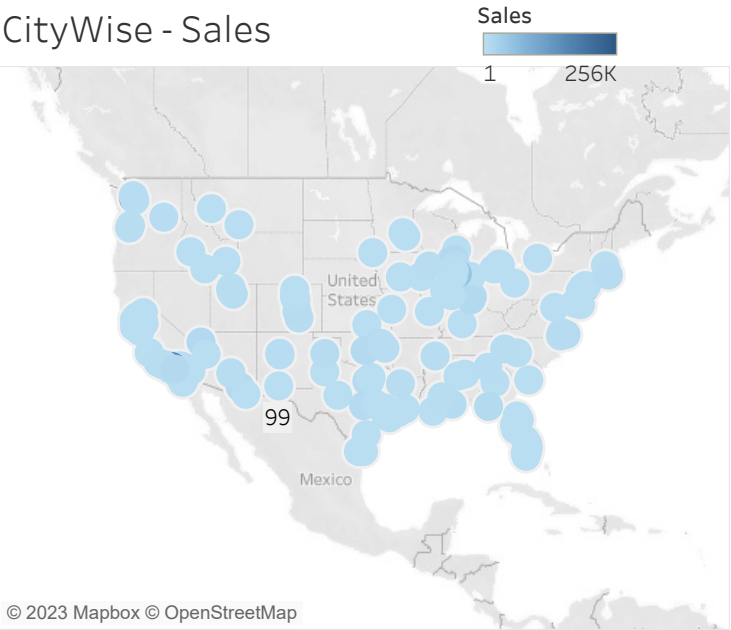 CityWise - Sales
Sales
1 256K
United
States
99
Mexico
© 2023 Mapbox © OpenStreetMap